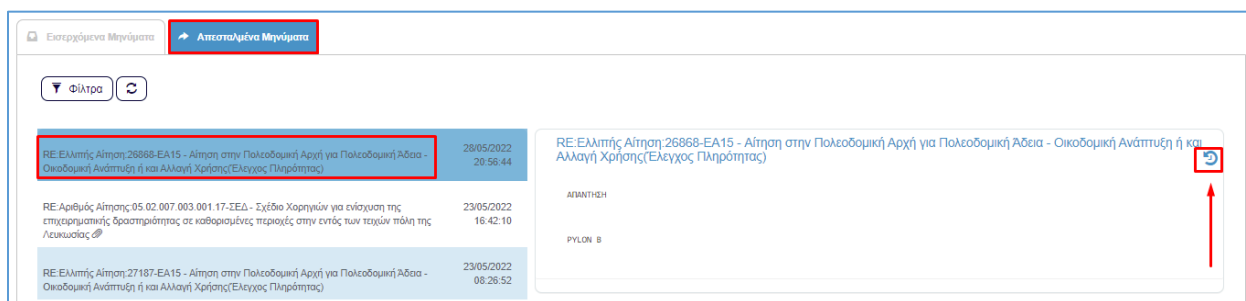 Εισερχόμενα Μηνύματα
Απεσταλμένα Μηνύματα
Φίλτρα
RE:Ελλιπής Αίτηση:26868-ΕΑ15 - Αίτηση στην Πολεοδομική Αρχή για Πολεοδομική Άδεια -
Οικοδομική Ανάπτυξη ή και Αλλαγή Χρήσης(Έλεγχος Πληρότητας)
28/05/2022
20:56:44
RE:Αριθμός Αίτησης:05.02.007.003.001.17-ΣΕΔ - Σχέδιο Χορηγιών για ενίσχυση της
επιχειρηματικής δραστηριότητας σε καθορισμένες περιοχές στην εντός των τειχών πόλη της
Λευκωσίας
23/05/2022
16:42:10
RE:Ελλιπής Αίτηση:27187-ΕΑ15 - Αίτηση στην Πολεοδομική Αρχή για Πολεοδομική Άδεια -
Οικοδομική Ανάπτυξη ή και Αλλαγή Χρήσης(Έλεγχος Πληρότητας)
23/05/2022
08:26:52
RE:Ελλιπής Αίτηση:26868-ΕΑ15 - Αίτηση στην Πολεοδομική Αρχή για Πολεοδομική Άδεια - Οικοδομική Ανάπτυξη ή και
Αλλαγή Χρήσης(Έλεγχος Πληρότητας)
ΑΠΑΝΤΗΣΗ
PYLON B